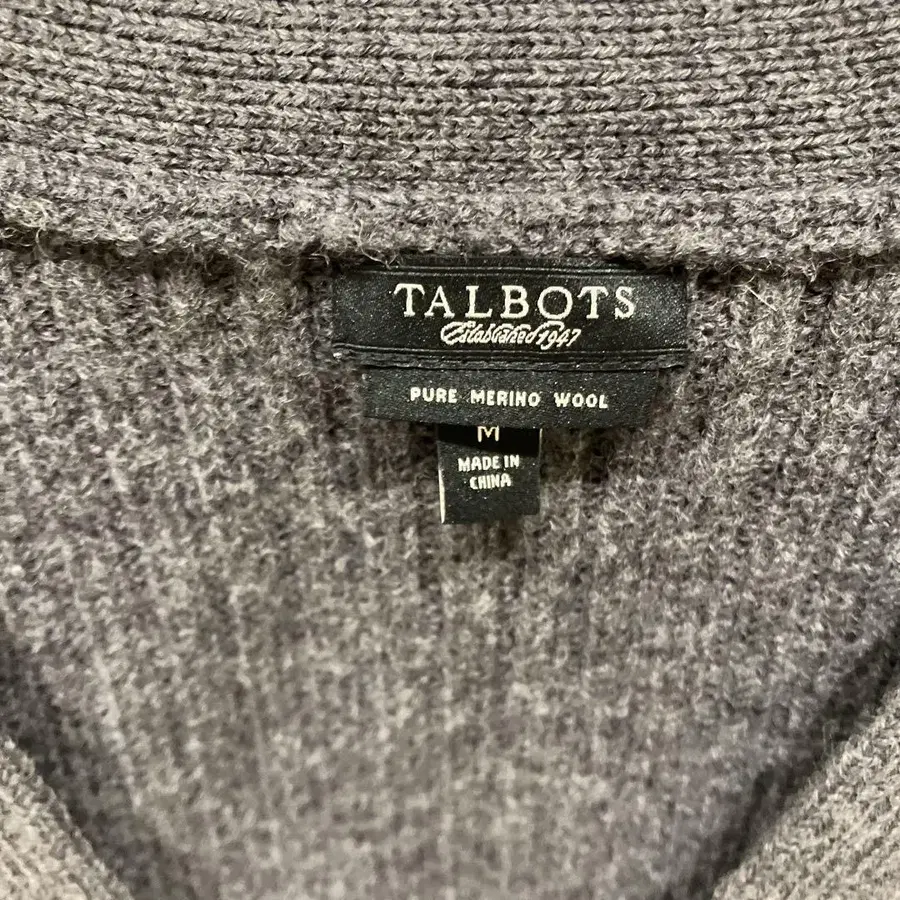 TALBOTS
Established 1947
PURE MERINO WOOL
M
MADE IN
CHINA